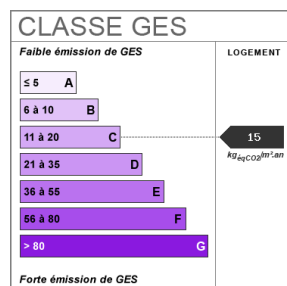 CLASSE GES
Faible émission de GES
LOGEMENT
≤ 5 A
6 à 10 B
11 à 20 C
15
kgéqCO2/m².an
21 à 35 D
36 à 55 E
56 à 80 F
> 80 G
Forte émission de GES